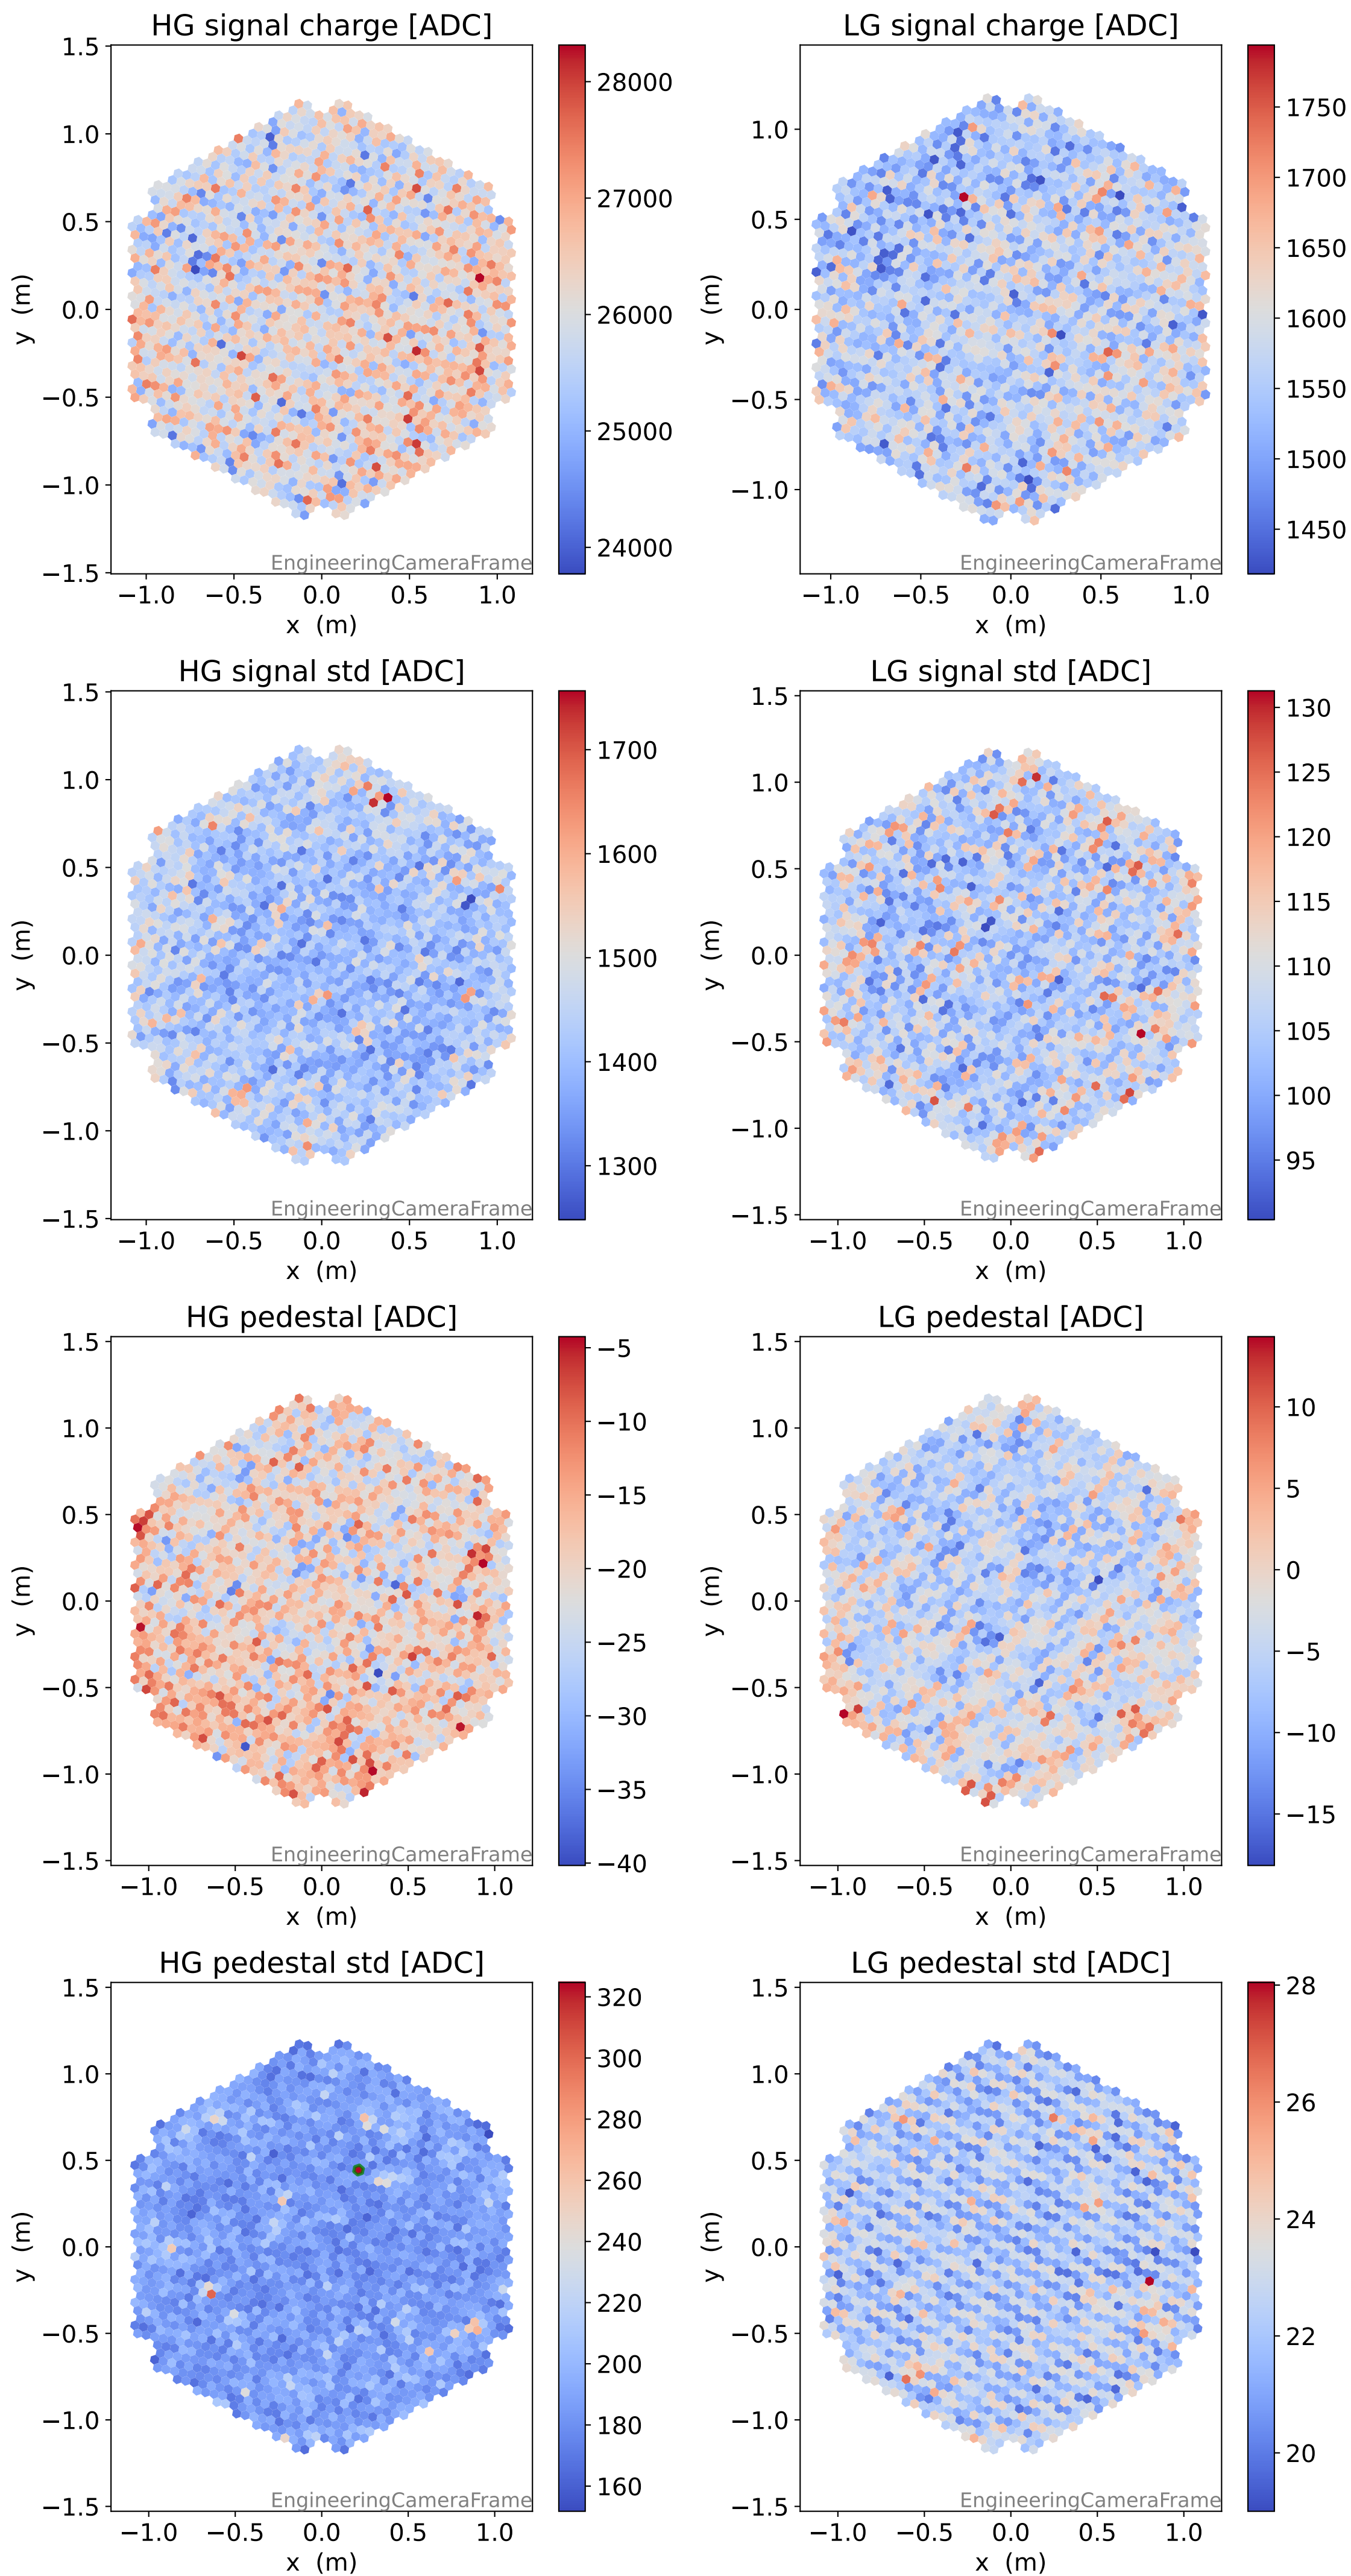 HG signal charge [ADC]
1.5
1.0
0.5
0.0
−0.5
−1.0
−1.5
y (m)
−1.0 −0.5 0.0 0.5 1.0
x (m)
EngineeringCameraFrame
28000
27000
26000
25000
24000
LG signal charge [ADC]
1.0
0.5
0.0
−0.5
−1.0
y (m)
−1.0 −0.5 0.0 0.5 1.0
x (m)
EngineeringCameraFrame
1750
1700
1650
1600
1550
1500
1450
HG signal std [ADC]
1.5
1.0
0.5
0.0
−0.5
−1.0
−1.5
y (m)
−1.0 −0.5 0.0 0.5 1.0
x (m)
EngineeringCameraFrame
1700
1600
1500
1400
1300
LG signal std [ADC]
1.5
1.0
0.5
0.0
−0.5
−1.0
−1.5
y (m)
−1.0 −0.5 0.0 0.5 1.0
x (m)
EngineeringCameraFrame
130
125
120
115
110
105
100
95
HG pedestal [ADC]
1.5
1.0
0.5
0.0
−0.5
−1.0
−1.5
y (m)
−1.0 −0.5 0.0 0.5 1.0
x (m)
EngineeringCameraFrame
−5
−10
−15
−20
−25
−30
−35
−40
LG pedestal [ADC]
1.5
1.0
0.5
0.0
−0.5
−1.0
−1.5
y (m)
−1.0 −0.5 0.0 0.5 1.0
x (m)
EngineeringCameraFrame
10
5
0
−5
−10
−15
HG pedestal std [ADC]
1.5
1.0
0.5
0.0
−0.5
−1.0
−1.5
y (m)
−1.0 −0.5 0.0 0.5 1.0
x (m)
EngineeringCameraFrame
320
300
280
260
240
220
200
180
160
LG pedestal std [ADC]
1.5
1.0
0.5
0.0
−0.5
−1.0
−1.5
y (m)
−1.0 −0.5 0.0 0.5 1.0
x (m)
EngineeringCameraFrame
28
26
24
22
20